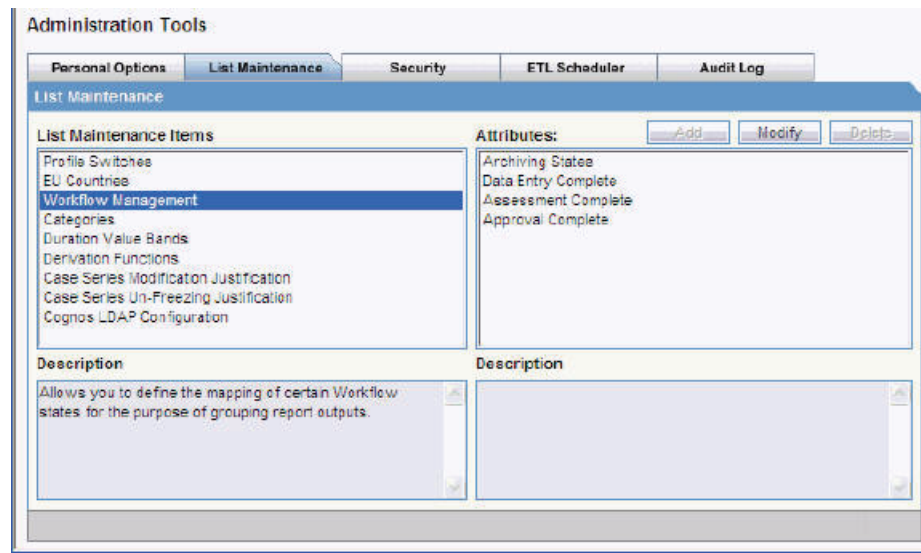 Administration Tools
Personal Options
List Maintenance
Security
ETL Scheduler
Audit Log
List Maintenance
List Maintenance Items
Profile Switches
EU Countries
Workflow Management
Categories
Duration Value Bands
Derivation Functions
Case Series Modification Justification
Case Series Un-Freezing Justification
Cognos LDAP Configuration
Attributes:
Add
Modify
Delete
Archiving States
Data Entry Complete
Assessment Complete
Approval Complete
Description
Allows you to define the mapping of certain Workflow
states for the purpose of grouping report outputs.
Description